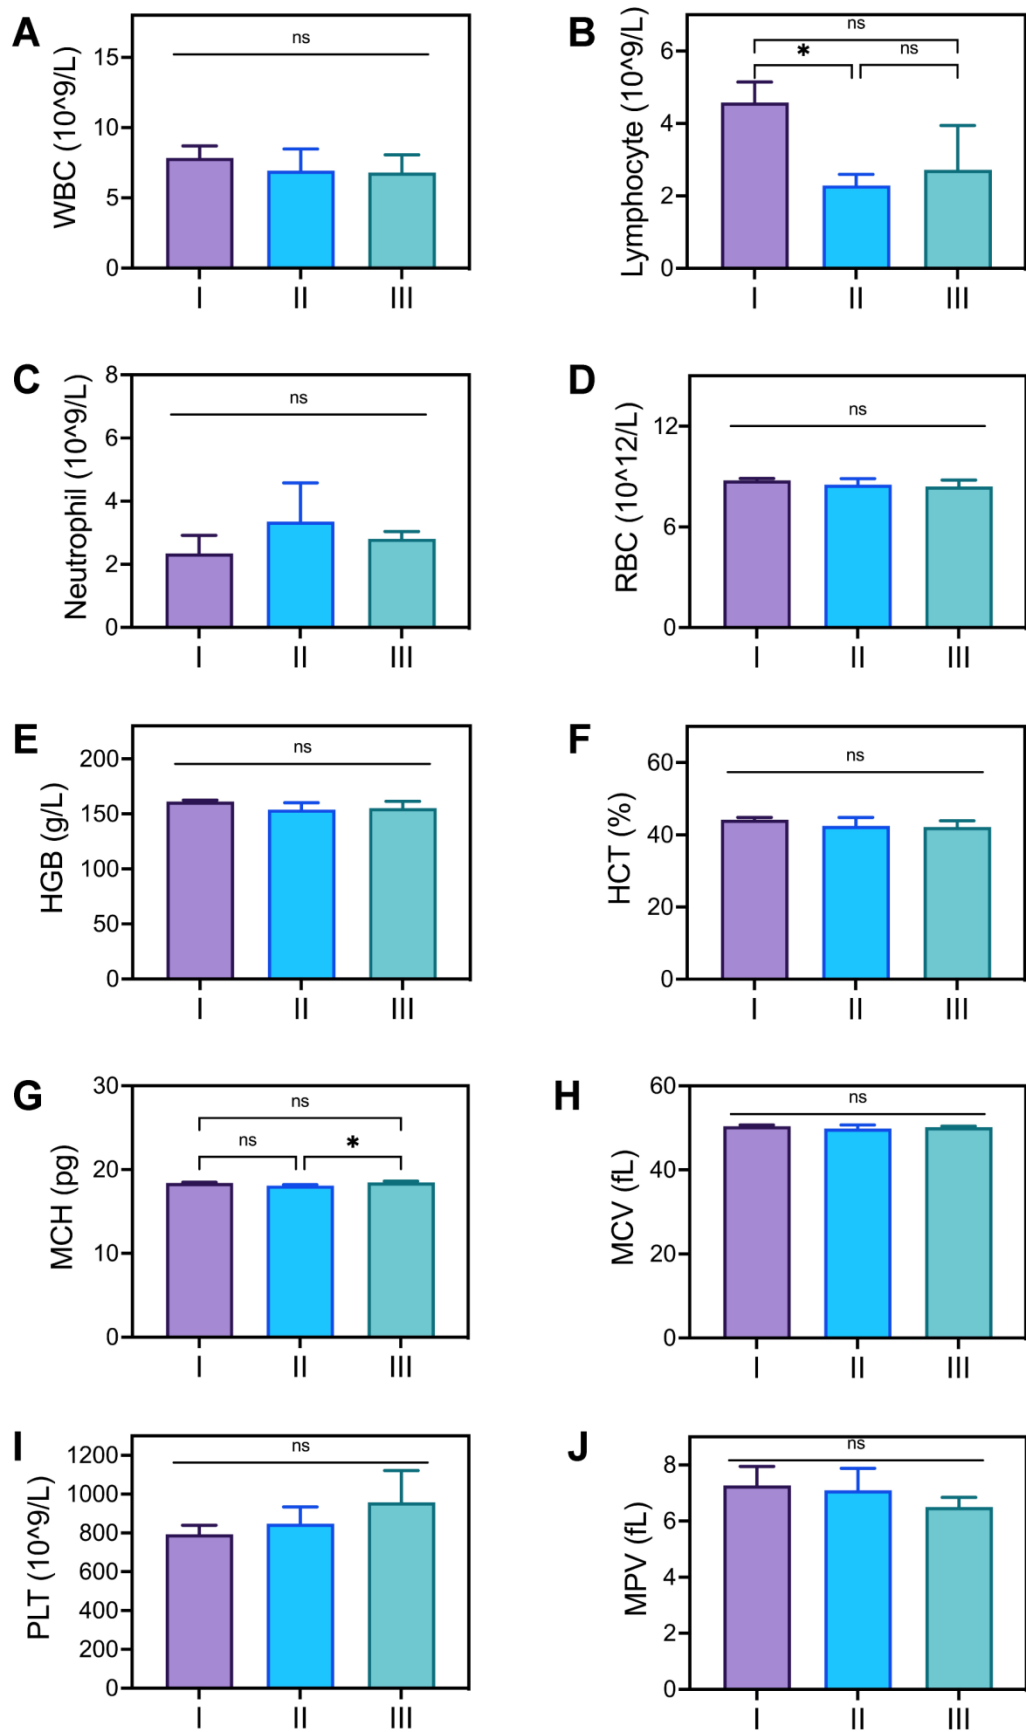 A
WBC (10^9/L)
15
10
5
0
ns
I II III
B
Lymphocyte (10^9/L)
6
4
2
0
ns
* ns
I II III
C
Neutrophil (10^9/L)
8
6
4
2
0
ns
I II III
D
RBC (10^12/L)
12
6
0
ns
I II III
E
HGB (g/L)
200
150
100
50
0
ns
I II III
F
HCT (%)
60
40
20
0
ns
I II III
G
MCH (pg)
30
20
10
0
ns
ns *
I II III
H
MCV (fL)
60
40
20
0
ns
I II III
I
PLT (10^9/L)
1200
1000
800
600
400
200
0
ns
I II III
J
MPV (fL)
8
6
4
2
0
ns
I II III